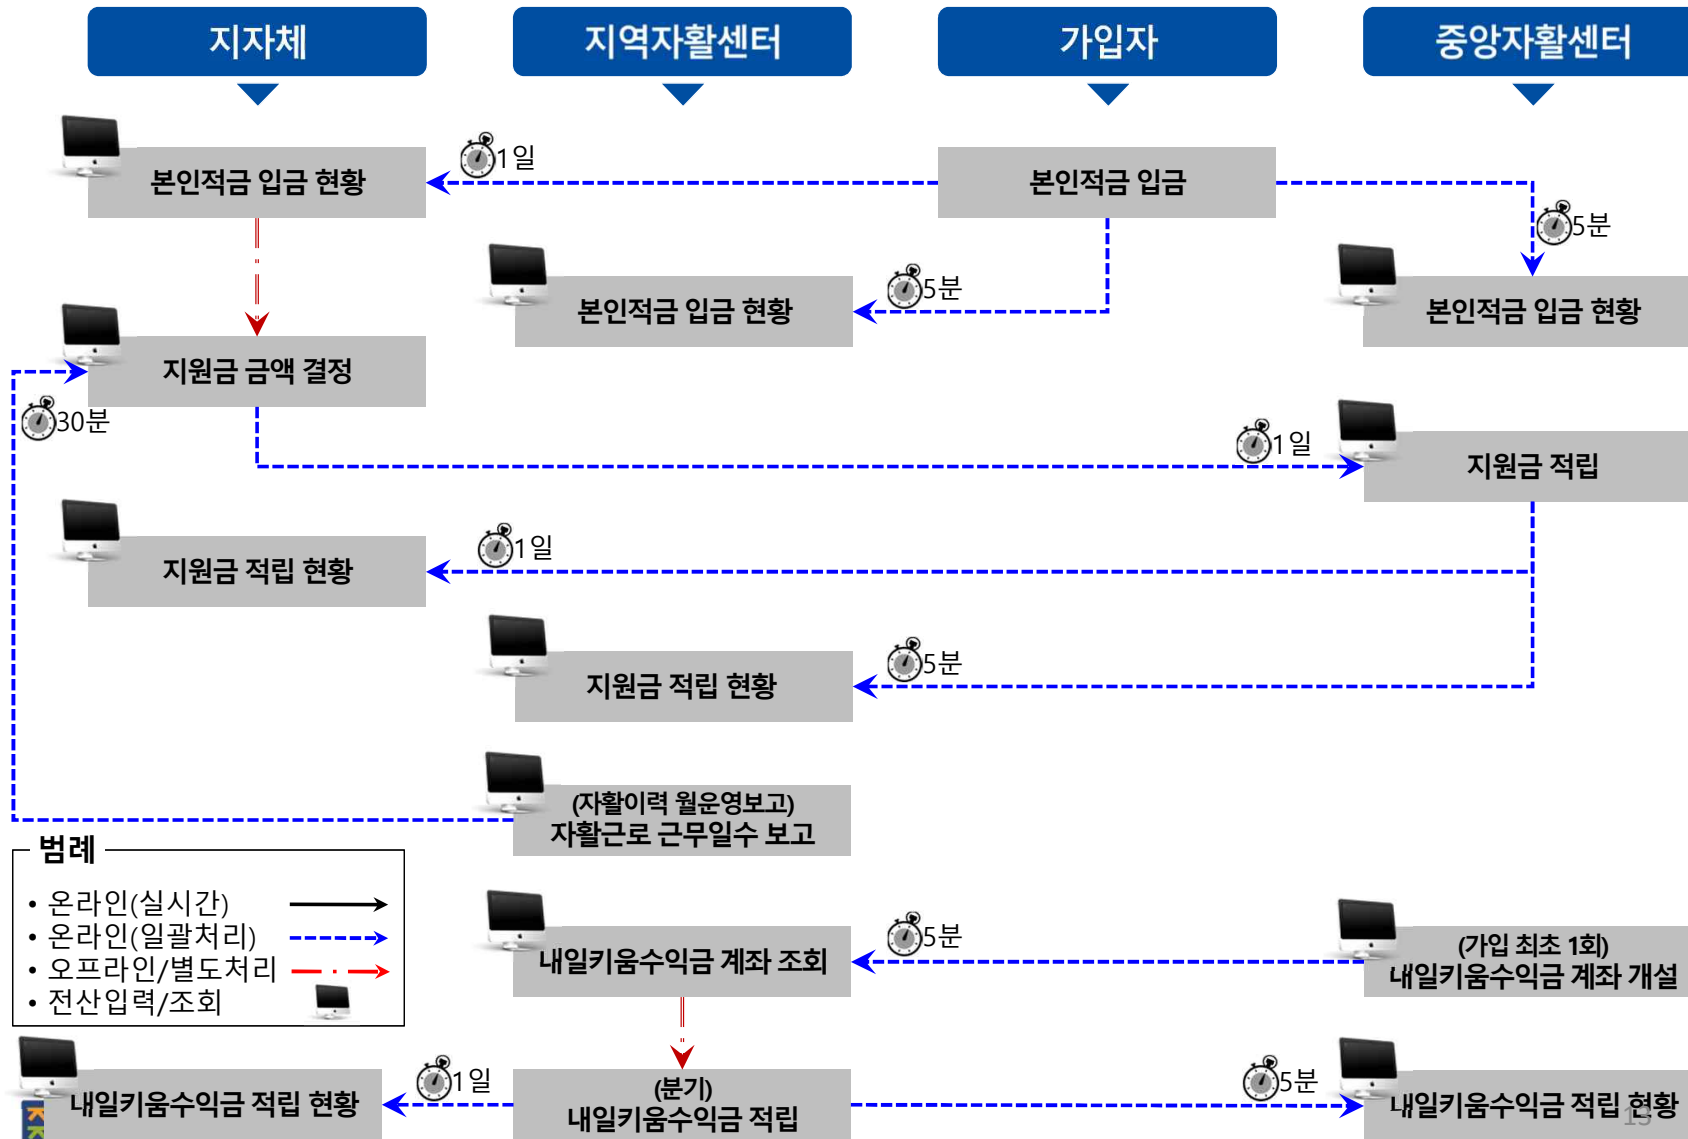 지자체
지역자활센터
가입자
중앙자활센터
본인적금 입금 현황
1일
본인적금 입금
5분
본인적금 입금 현황
5분
본인적금 입금 현황
지원금 금액 결정
30분
1일
지원금 적립
지원금 적립 현황
1일
지원금 적립 현황
5분
(자활이력 월운영보고)
자활근로 근무일수 보고
범례
• 온라인(실시간)
• 온라인(일괄처리)
• 오프라인/별도처리
• 전산입력/조회
내일키움수익금 계좌 조회
5분
(가입 최초 1회)
내일키움수익금 계좌 개설
내일키움수익금 적립 현황
1일
(분기)
내일키움수익금 적립
5분
내일키움수익금 적립 현황
13